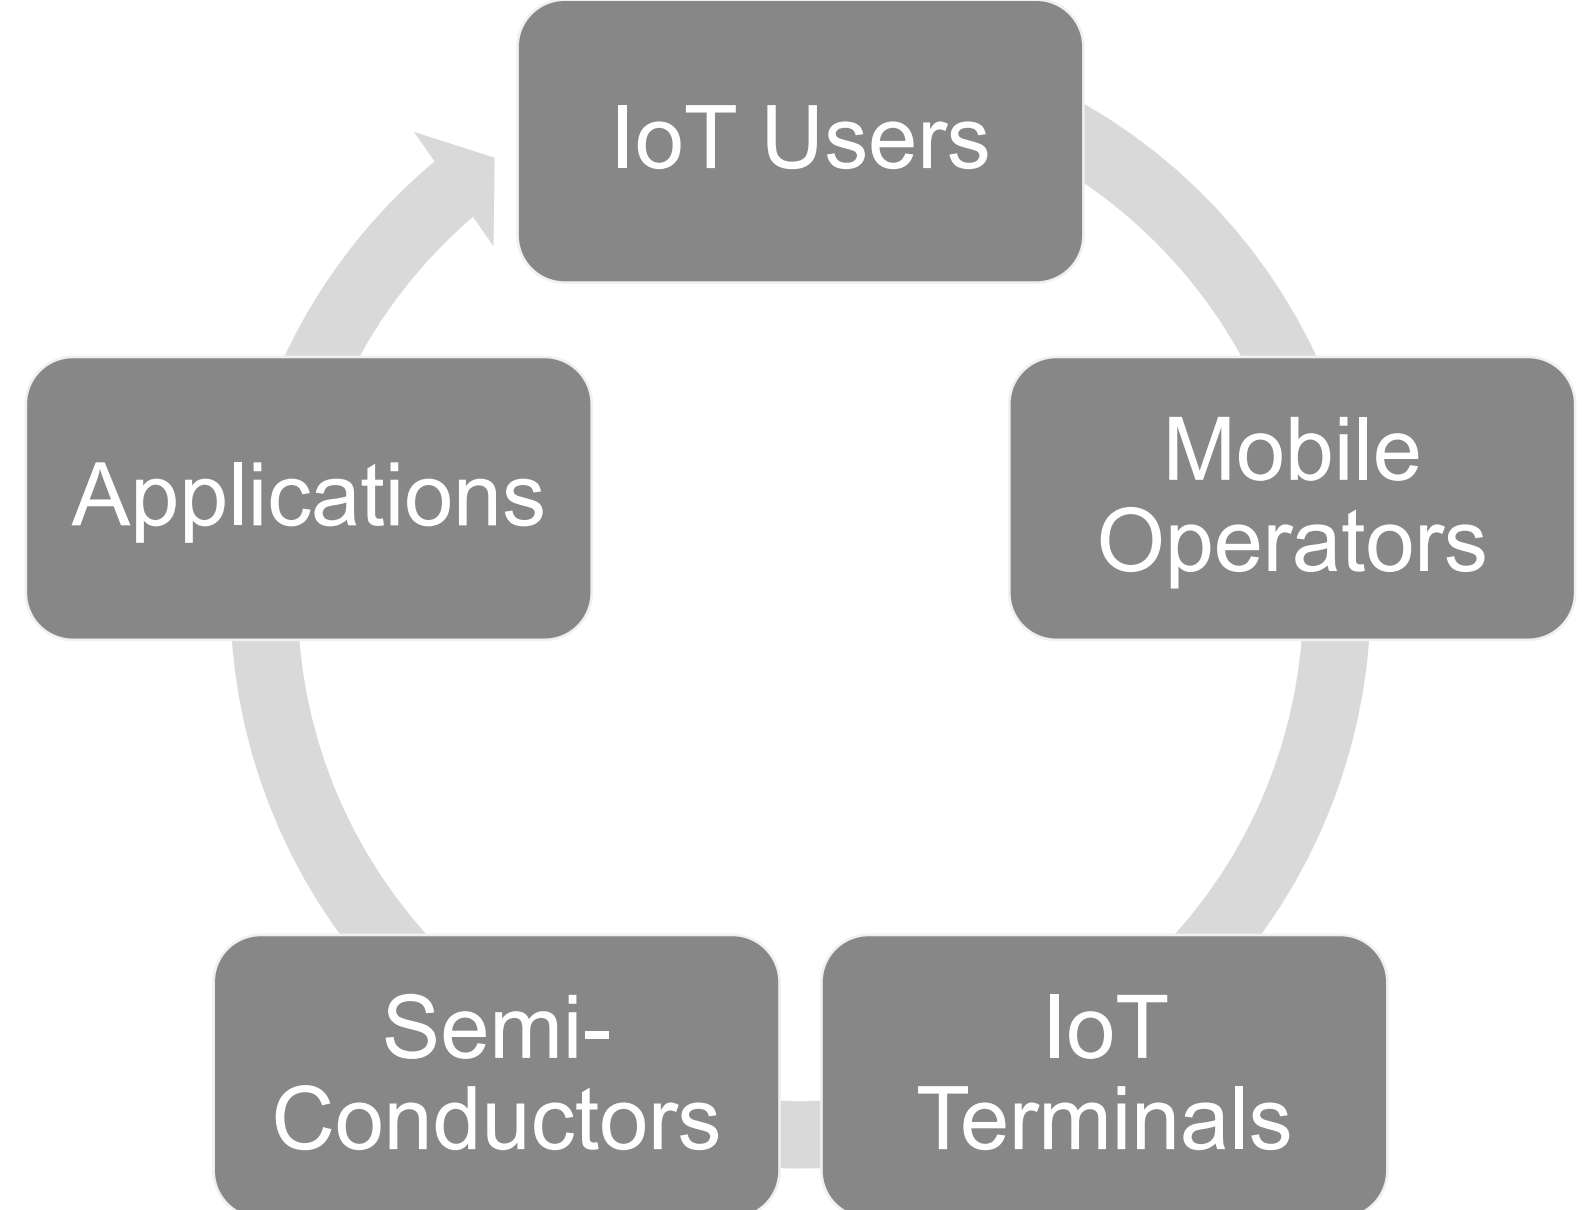 IoT Users
Mobile
Operators
IoT
Terminals
Semi-
Conductors
Applications